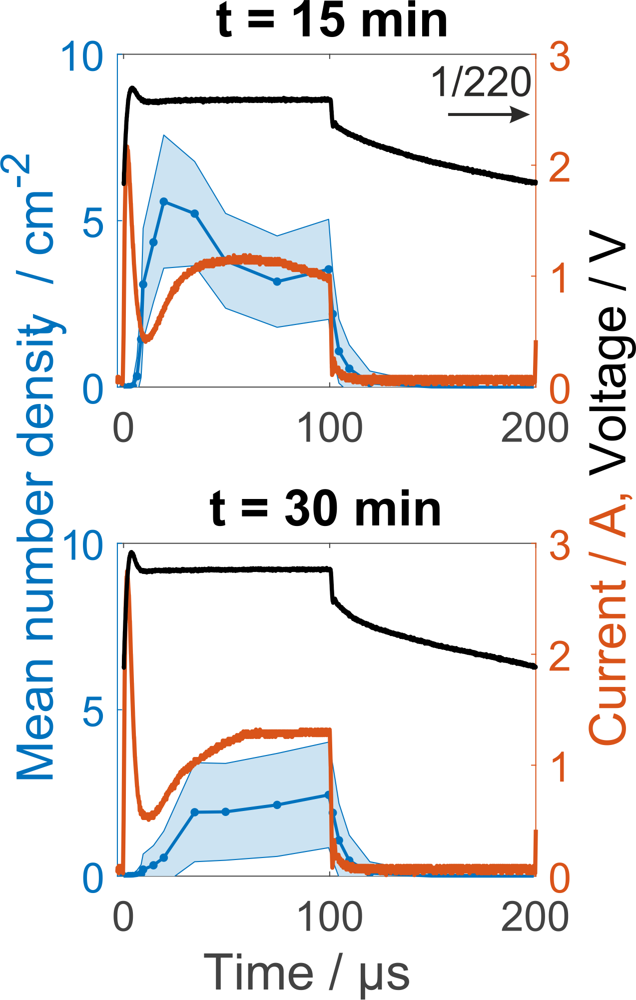 t = 15 min
10
5
0
3
2
1
0
1/220
0 100 200
t = 30 min
10
5
0
3
2
1
0
0 100 200
Time / µs
Mean number density / cm-2
Current / A, Voltage / V